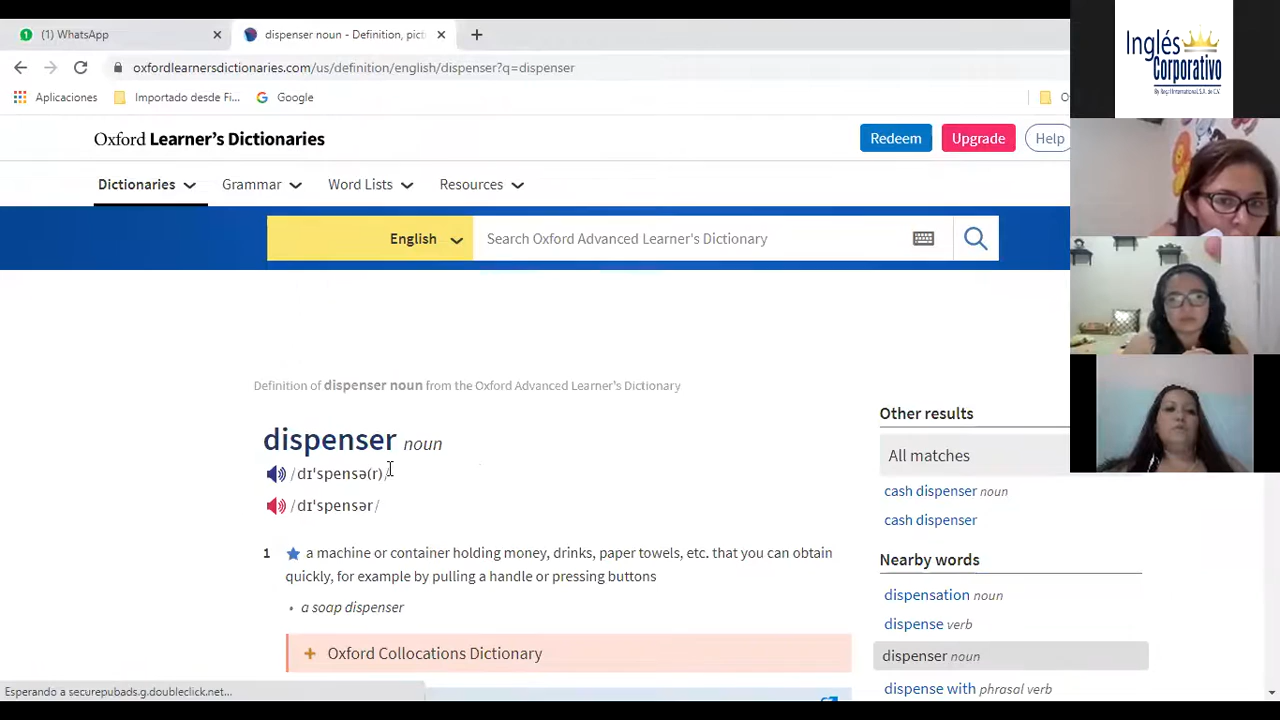 (1) WhatsApp
dispenser noun - Definition, pict
oxfordlearnersdictionaries.com/us/definition/english/dispenser?q=dispenser
Aplicaciones
Importado desde Fi...
Google
Inglés
Corporativo
By Regal International, S.A. de C.V.
Oxford Learner's Dictionaries
Redeem
Upgrade
Help
Dictionaries
Grammar
Word Lists
Resources
English
Search Oxford Advanced Learner's Dictionary
Definition of dispenser noun from the Oxford Advanced Learner's Dictionary
dispenser noun
/dɪˈspensə(r)/
/dɪˈspensər/
1 a machine or container holding money, drinks, paper towels, etc. that you can obtain
quickly, for example by pulling a handle or pressing buttons
• a soap dispenser
+ Oxford Collocations Dictionary
Other results
All matches
cash dispenser noun
cash dispenser
Nearby words
dispensation noun
dispense verb
dispenser noun
dispense with phrasal verb
Esperando a securepubads.g.doubleclick.net...